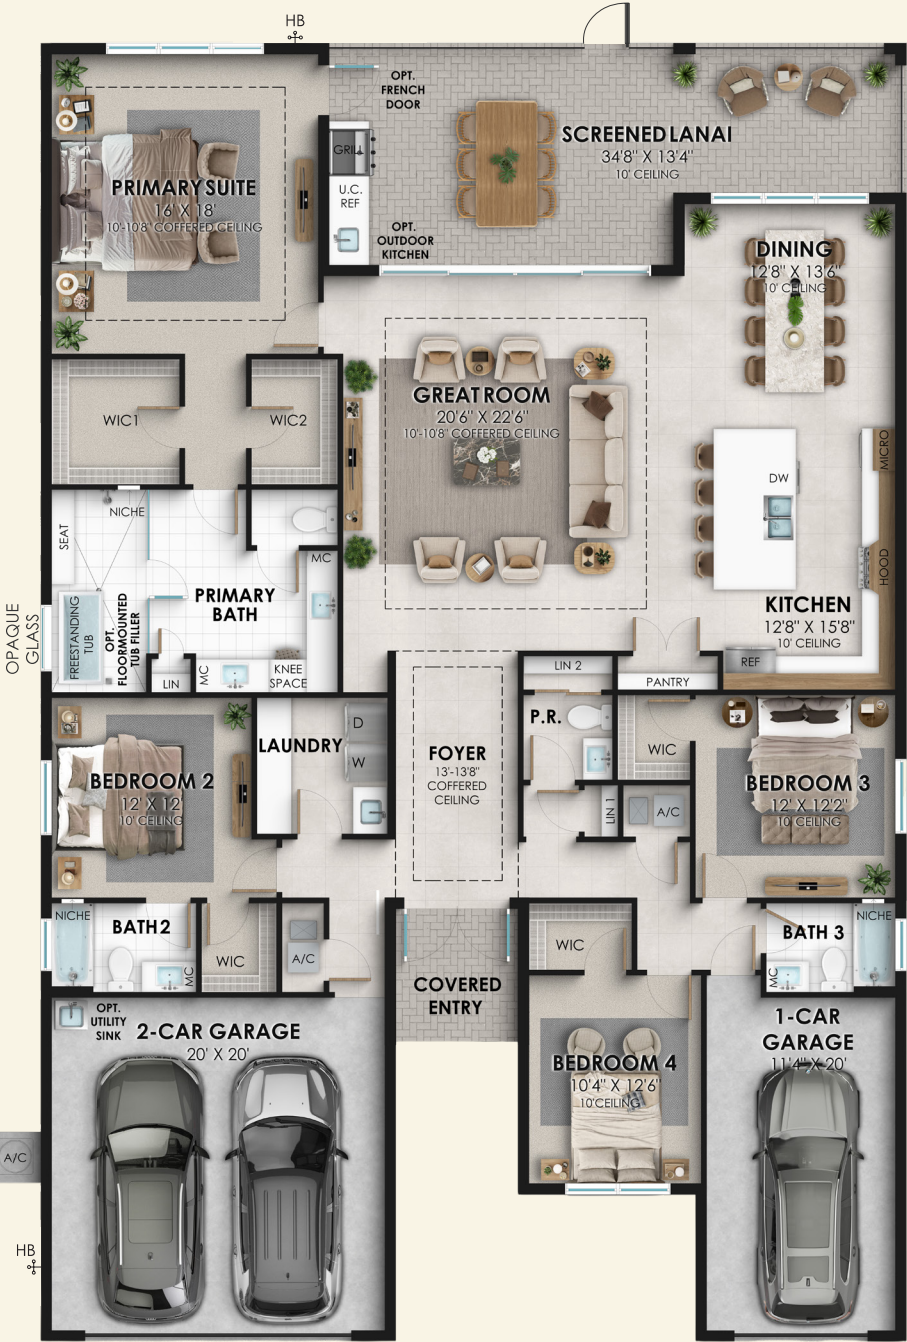 HB
OPT.
FRENCH
DOOR
SCREENED LANAI
34'8" X 13'4"
10' CEILING
GRILL
U.C.
REF
OPT.
OUTDOOR
KITCHEN
PRIMARY SUITE
16' X 18'
10'-10'8" COFFERED CEILING
DINING
12'8" X 13'6"
10' CEILING
WIC1
WIC2
GREAT ROOM
20'6" X 22'6"
10'-10'8" COFFERED CEILING
MICRO
DW
HOOD
KITCHEN
12'8" X 15'8"
10' CEILING
REF
SEAT
NICHE
MC
PRIMARY
BATH
OPAQUE
GLASS
FREESTANDING
TUB
OPT.
FLOORMOUNTED
TUB FILLER
LIN
MC
KNEE
SPACE
LIN 2
PANTRY
P.R.
WIC
LAUNDRY
D
W
FOYER
13'-13'8"
COFFERED
CEILING
BEDROOM 2
12' X 12'
10' CEILING
LIN 1
A/C
BEDROOM 3
12' X 12'2"
10' CEILING
NICHE
BATH 2
MC
WIC
A/C
WIC
BATH 3
NICHE
MC
COVERED
ENTRY
OPT.
UTILITY
SINK
2-CAR GARAGE
20' X 20'
BEDROOM 4
10'4" X 12'6"
10' CEILING
1-CAR
GARAGE
11'4" X 20'
A/C
HB